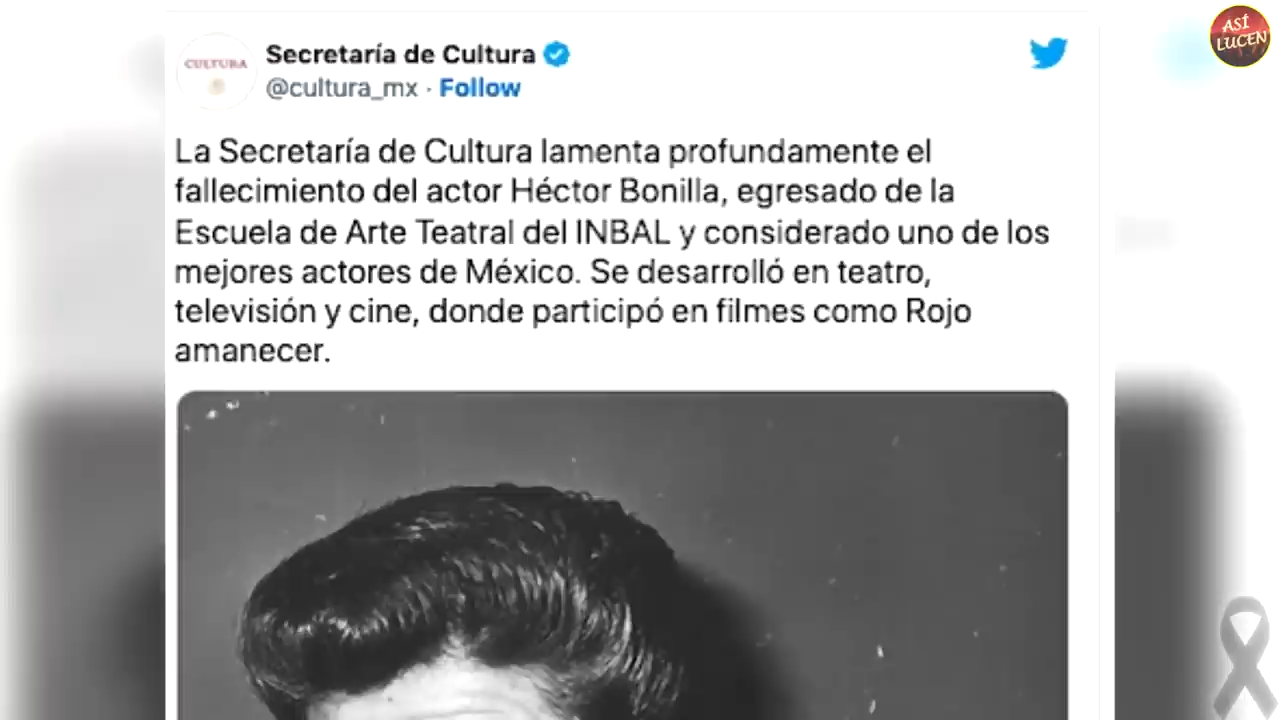 ASÍ
LUCEN
CULTURA
Secretaría de Cultura
@cultura_mx · Follow
La Secretaría de Cultura lamenta profundamente el
fallecimiento del actor Héctor Bonilla, egresado de la
Escuela de Arte Teatral del INBAL y considerado uno de los
mejores actores de México. Se desarrolló en teatro,
televisión y cine, donde participó en filmes como Rojo
amanecer.